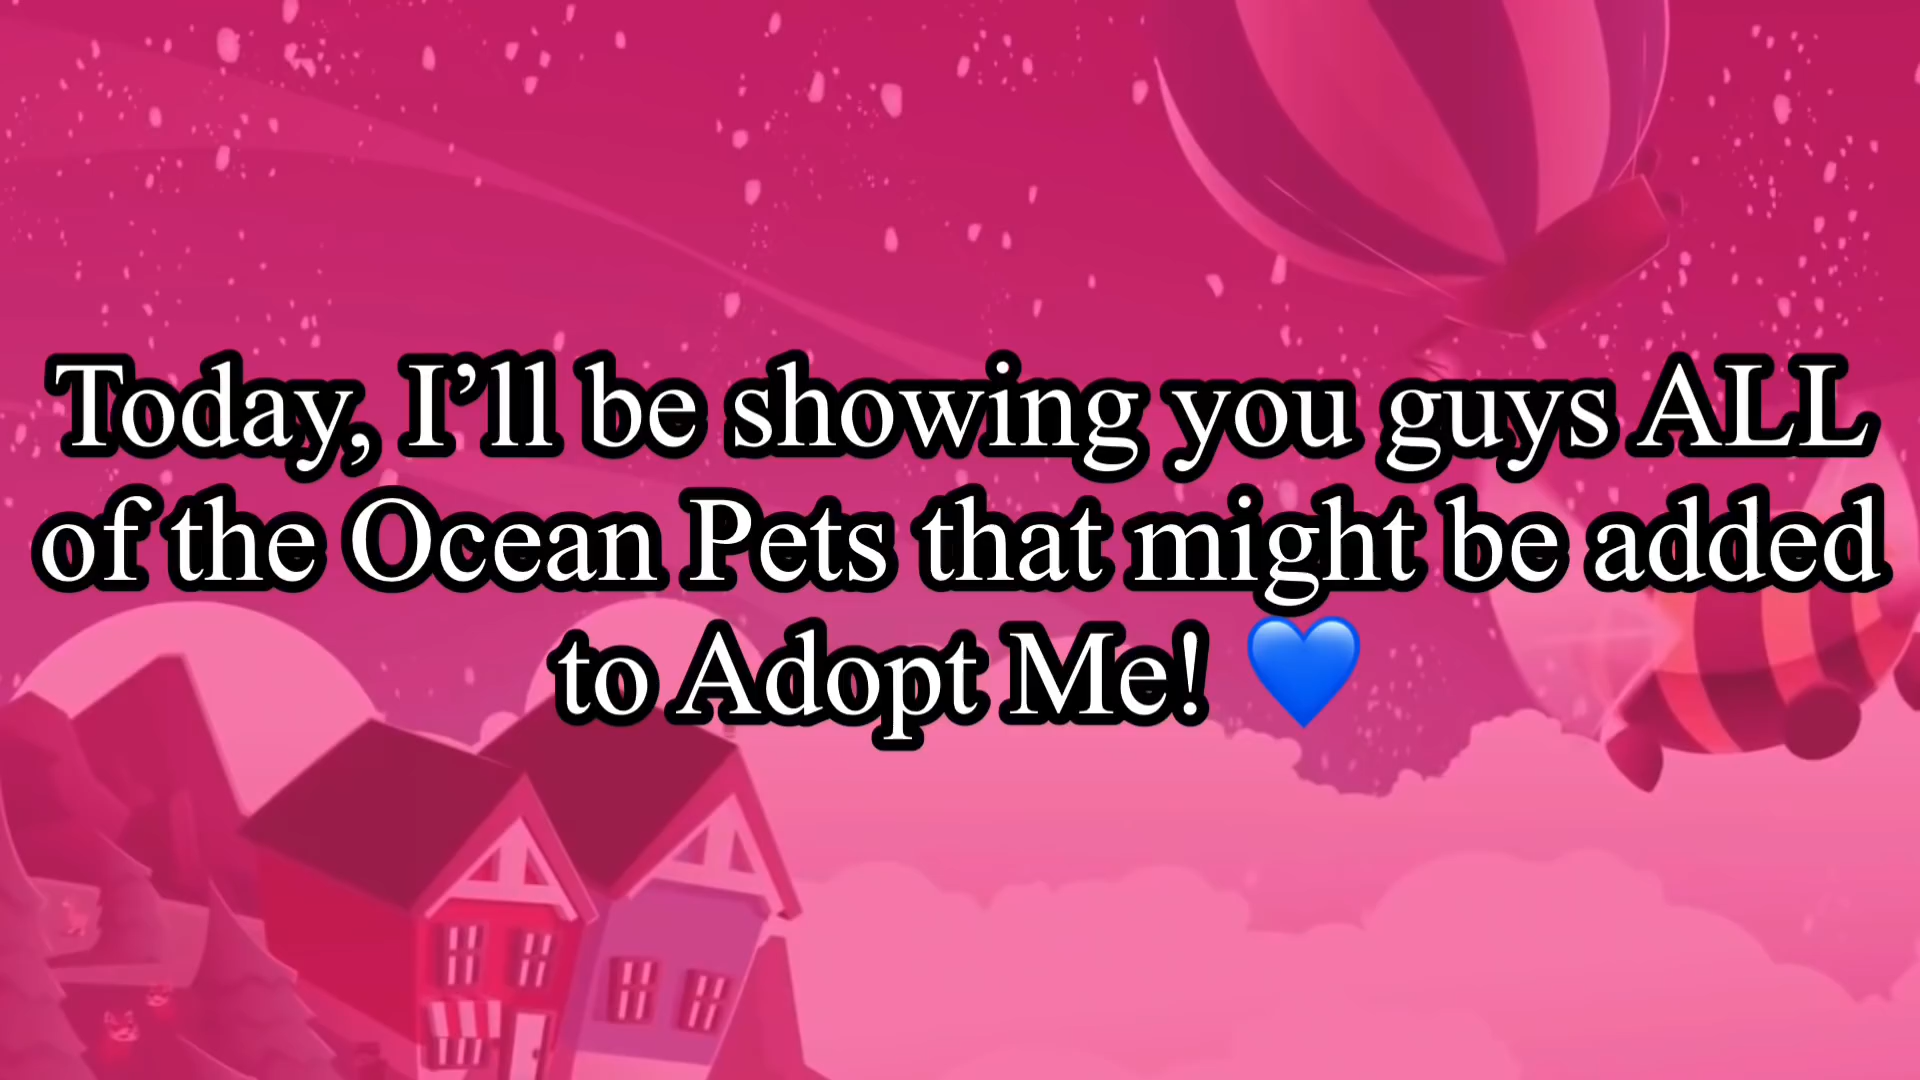 Today, I’ll be showing you guys ALL
of the Ocean Pets that might be added
to Adopt Me! 💙